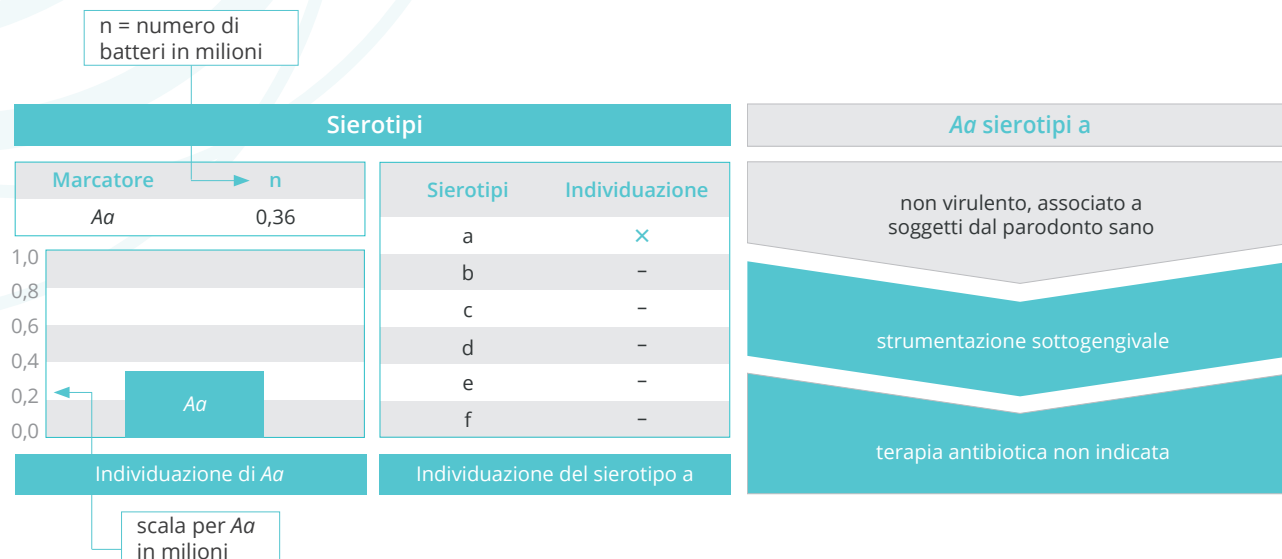 n = numero di
batteri in milioni
Sierotipi
Marcatore n
Aa 0,36
1,0
0,8
0,6
0,4
0,2
0,0
Aa
Individuazione di Aa
scala per Aa
in milioni
Sierotipi Individuazione
a ✕
b –
c –
d –
e –
f –
Individuazione del sierotipo a
Aa sierotipi a
non virulento, associato a
soggetti dal parodonto sano
strumentazione sottogengivale
terapia antibiotica non indicata